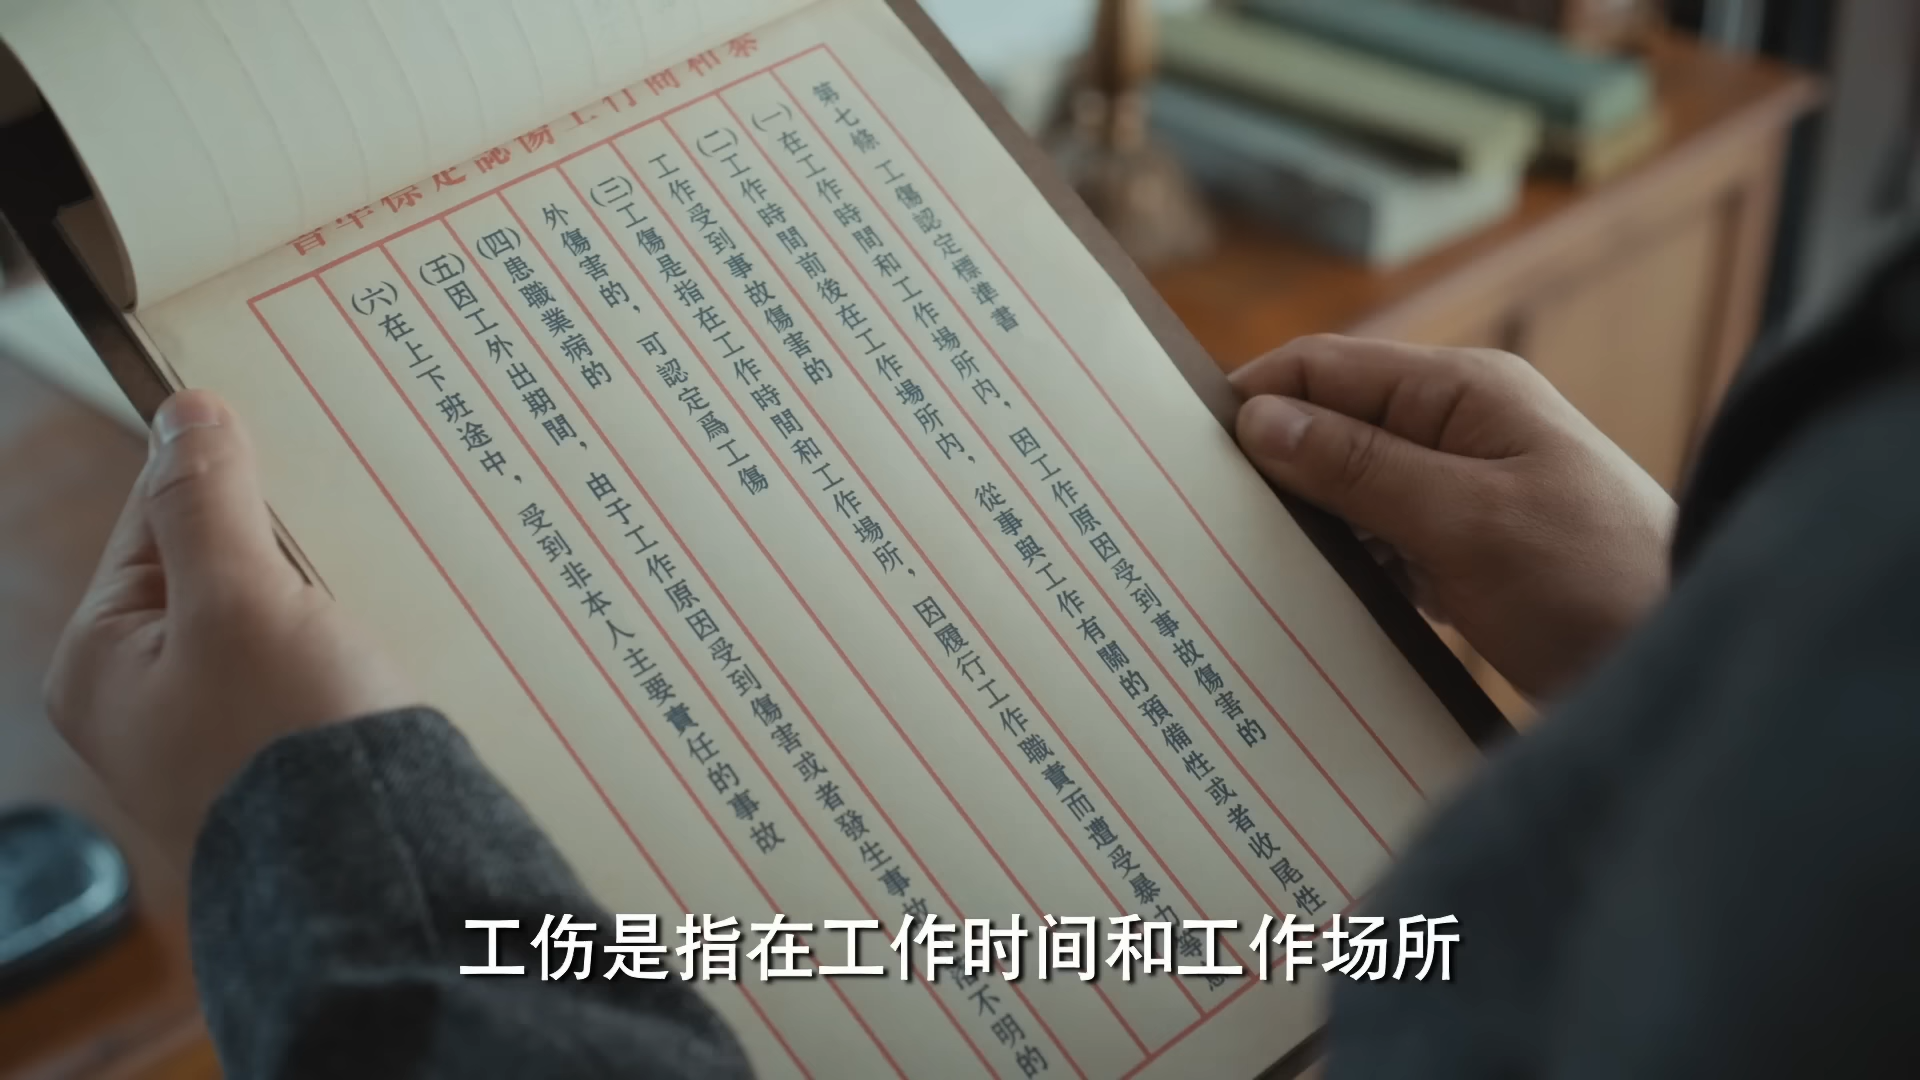 第七條 工傷認定標準書
(一)在工作時間和工作場所内，因工作原因受到事故傷害的
(二)工作時間前後在工作場所内，從事與工作有關的預備性或者收尾性
工作受到事故傷害的
(三)工傷是指在工作時間和工作場所，因履行工作職責而遭受暴力等意
外傷害的，可認定爲工傷
(四)患職業病的
(五)因工外出期間，由于工作原因受到傷害或者發生事故
不明的
(六)在上下班途中，受到非本人主要責任的事故
工伤是指在工作时间和工作场所